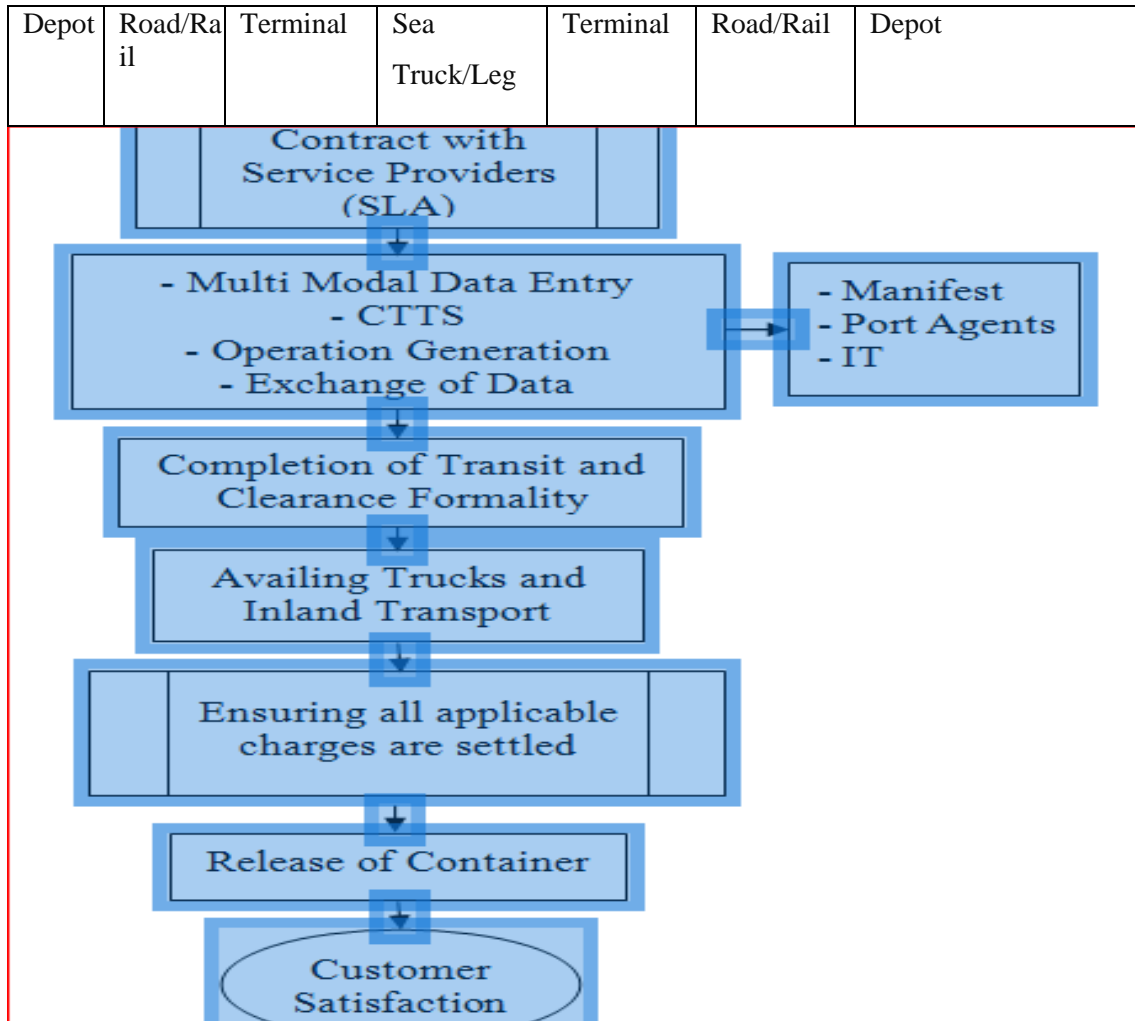 Depot
Road/Ra
il
Terminal
Sea
Truck/Leg
Terminal
Road/Rail
Depot
Contract with
Service Providers
(SLA)
- Multi Modal Data Entry
- CTTS
- Operation Generation
- Exchange of Data
- Manifest
- Port Agents
- IT
Completion of Transit and
Clearance Formality
Availing Trucks and
Inland Transport
Ensuring all applicable
charges are settled
Release of Container
Customer
Satisfaction